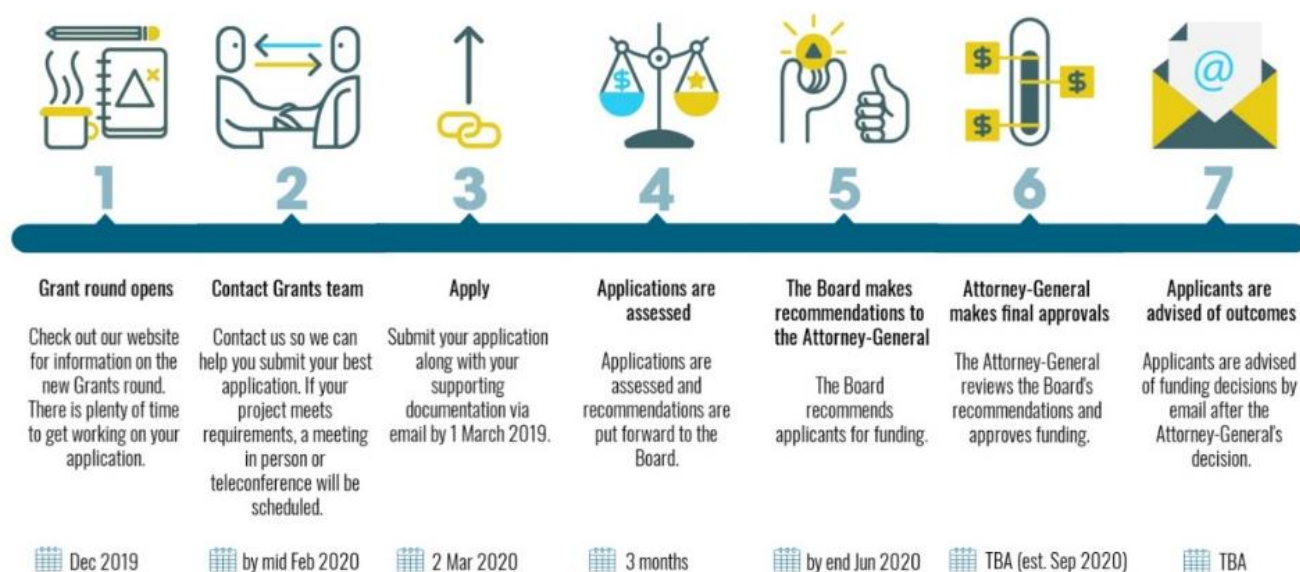 $
$
$
$
@
1
2
3
4
5
6
7
Grant round opens
Check out our website
for information on the
new Grants round.
There is plenty of time
to get working on your
application.
Dec 2019
Contact Grants team
Contact us so we can
help you submit your best
application. If your
project meets
requirements, a meeting
in person or
teleconference will be
scheduled.
by mid Feb 2020
Apply
Submit your application
along with your
supporting
documentation via
email by 1 March 2019.
2 Mar 2020
Applications are
assessed
Applications are
assessed and
recommendations are
put forward to the
Board.
3 months
The Board makes
recommendations to
the Attorney-General
The Board
recommends
applicants for funding.
by end Jun 2020
Attorney-General
makes final approvals
The Attorney-General
reviews the Board's
recommendations and
approves funding.
TBA (est. Sep 2020)
Applicants are
advised of outcomes
Applicants are advised
of funding decisions by
email after the
Attorney-General's
decision.
TBA